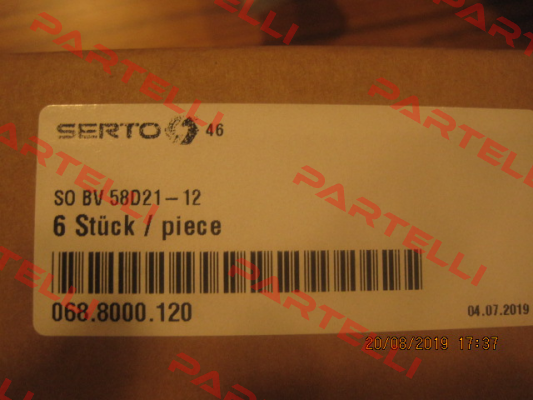 SERTO 46
SO BV 58D21-12
6 Stück / piece
068.8000.120
04.07.2019
20/08/2019 17:37
PARTELLI
PARTELLI
PARTELLI
PARTELLI
PARTELLI
PARTELLI
PARTELLI